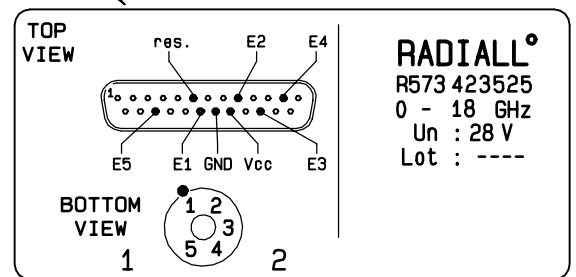 TOP
VIEW
res. E2 E4
1
E5 E1 GND Vcc E3
BOTTOM
VIEW
1 2
3
5 4
1 2
RADIALL°
R573 423525
0 - 18 GHz
Un : 28 V
Lot : ----